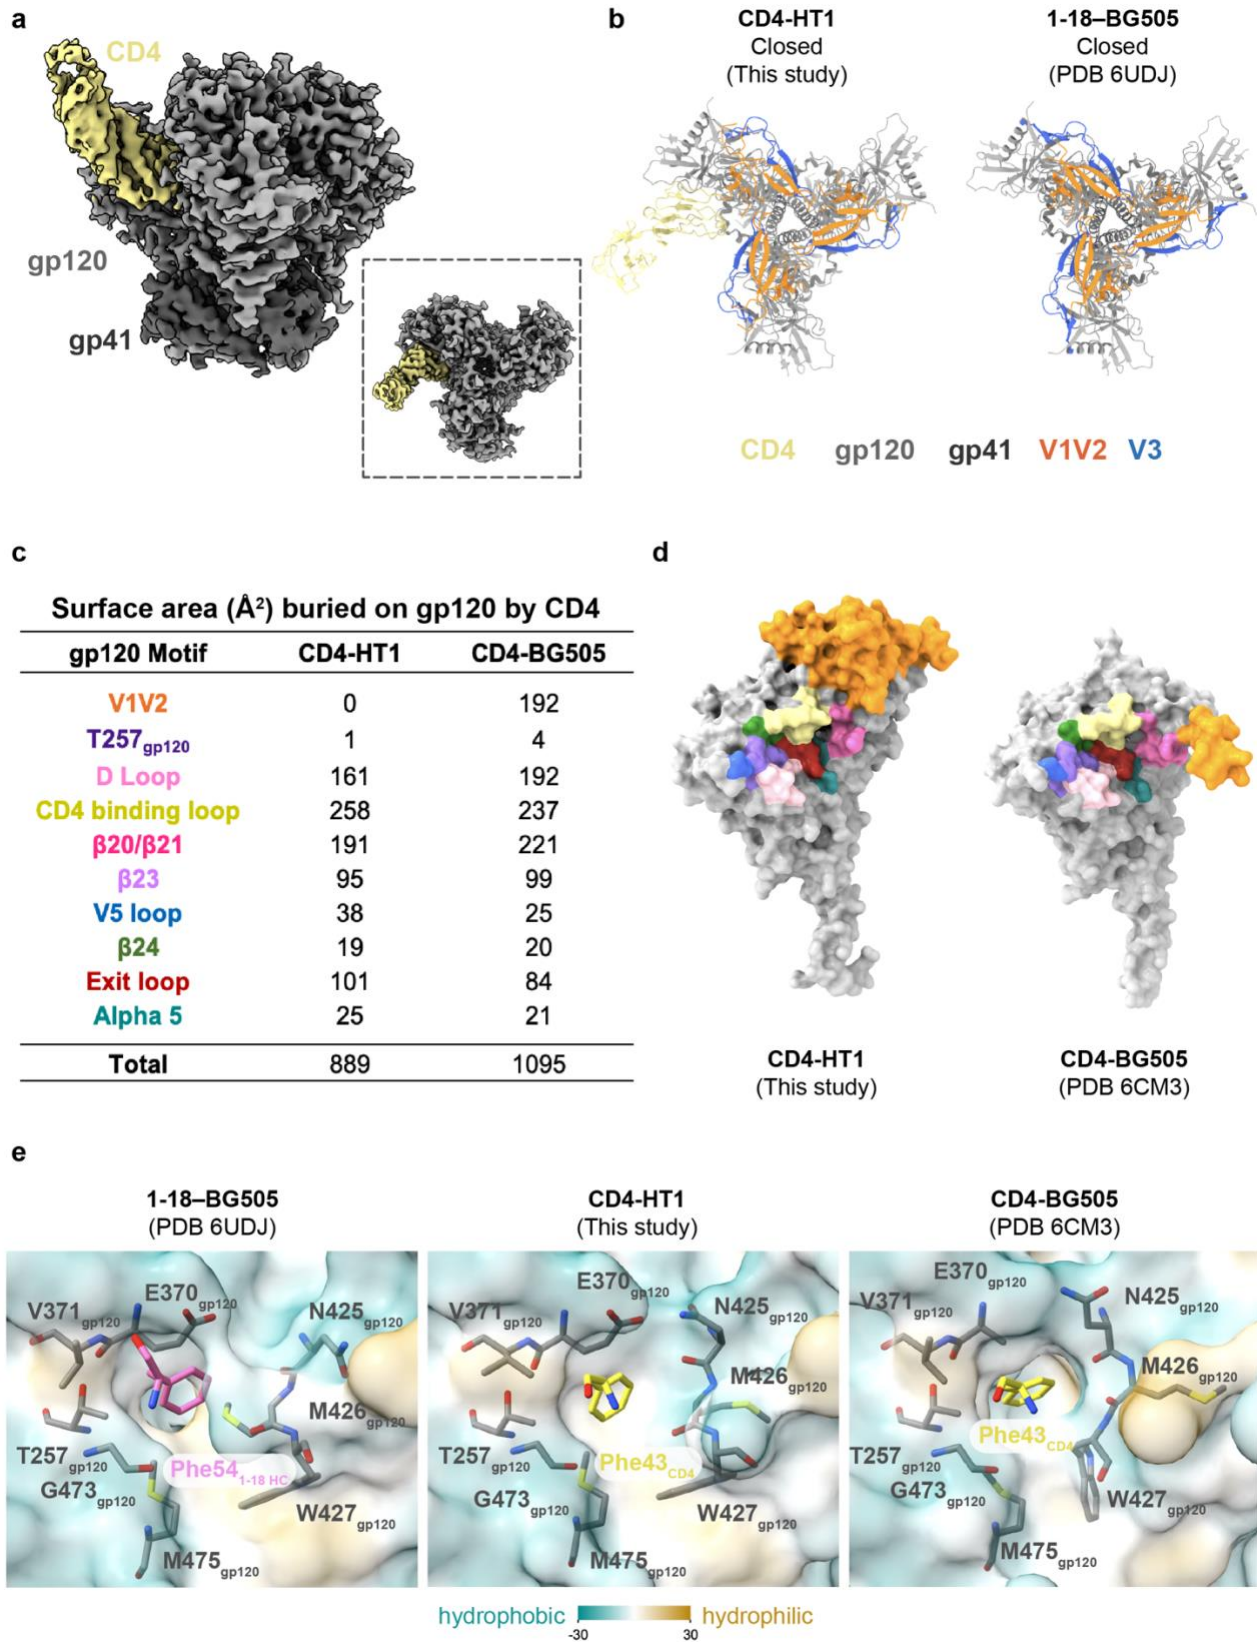 a
CD4
gp120
gp41
b
CD4-HT1
Closed
(This study)
1-18–BG505
Closed
(PDB 6UDJ)
CD4 gp120 gp41 V1V2 V3
c
Surface area (Å²) buried on gp120 by CD4
gp120 Motif CD4-HT1 CD4-BG505
V1V2 0 192
T257gp120 1 4
D Loop 161 192
CD4 binding loop 258 237
β20/β21 191 221
β23 95 99
V5 loop 38 25
β24 19 20
Exit loop 101 84
Alpha 5 25 21
Total 889 1095
d
CD4-HT1
(This study)
CD4-BG505
(PDB 6CM3)
e
1-18–BG505
(PDB 6UDJ)
E370gp120
V371gp120
N425gp120
M426gp120
T257gp120
Phe541-18 HC
G473gp120
W427gp120
M475gp120
CD4-HT1
(This study)
E370gp120
V371gp120
N425gp120
M426gp120
T257gp120
Phe43CD4
G473gp120
W427gp120
M475gp120
CD4-BG505
(PDB 6CM3)
E370gp120
V371gp120
N425gp120
M426gp120
Phe43CD4
T257gp120
G473gp120
W427gp120
M475gp120
hydrophobic hydrophilic
-30 30